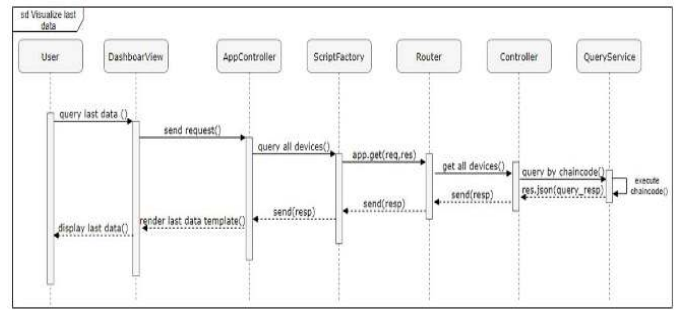 sd Visualize last
data
User
DashboarView
AppController
ScriptFactory
Router
Controller
QueryService
query last data ()
send request()
query all devices()
app.get(req,res)
get all devices()
query by chaincode()
execute
chaincode()
res.json(query_resp)
send(resp)
send(resp)
send(resp)
render last data template()
display last data()